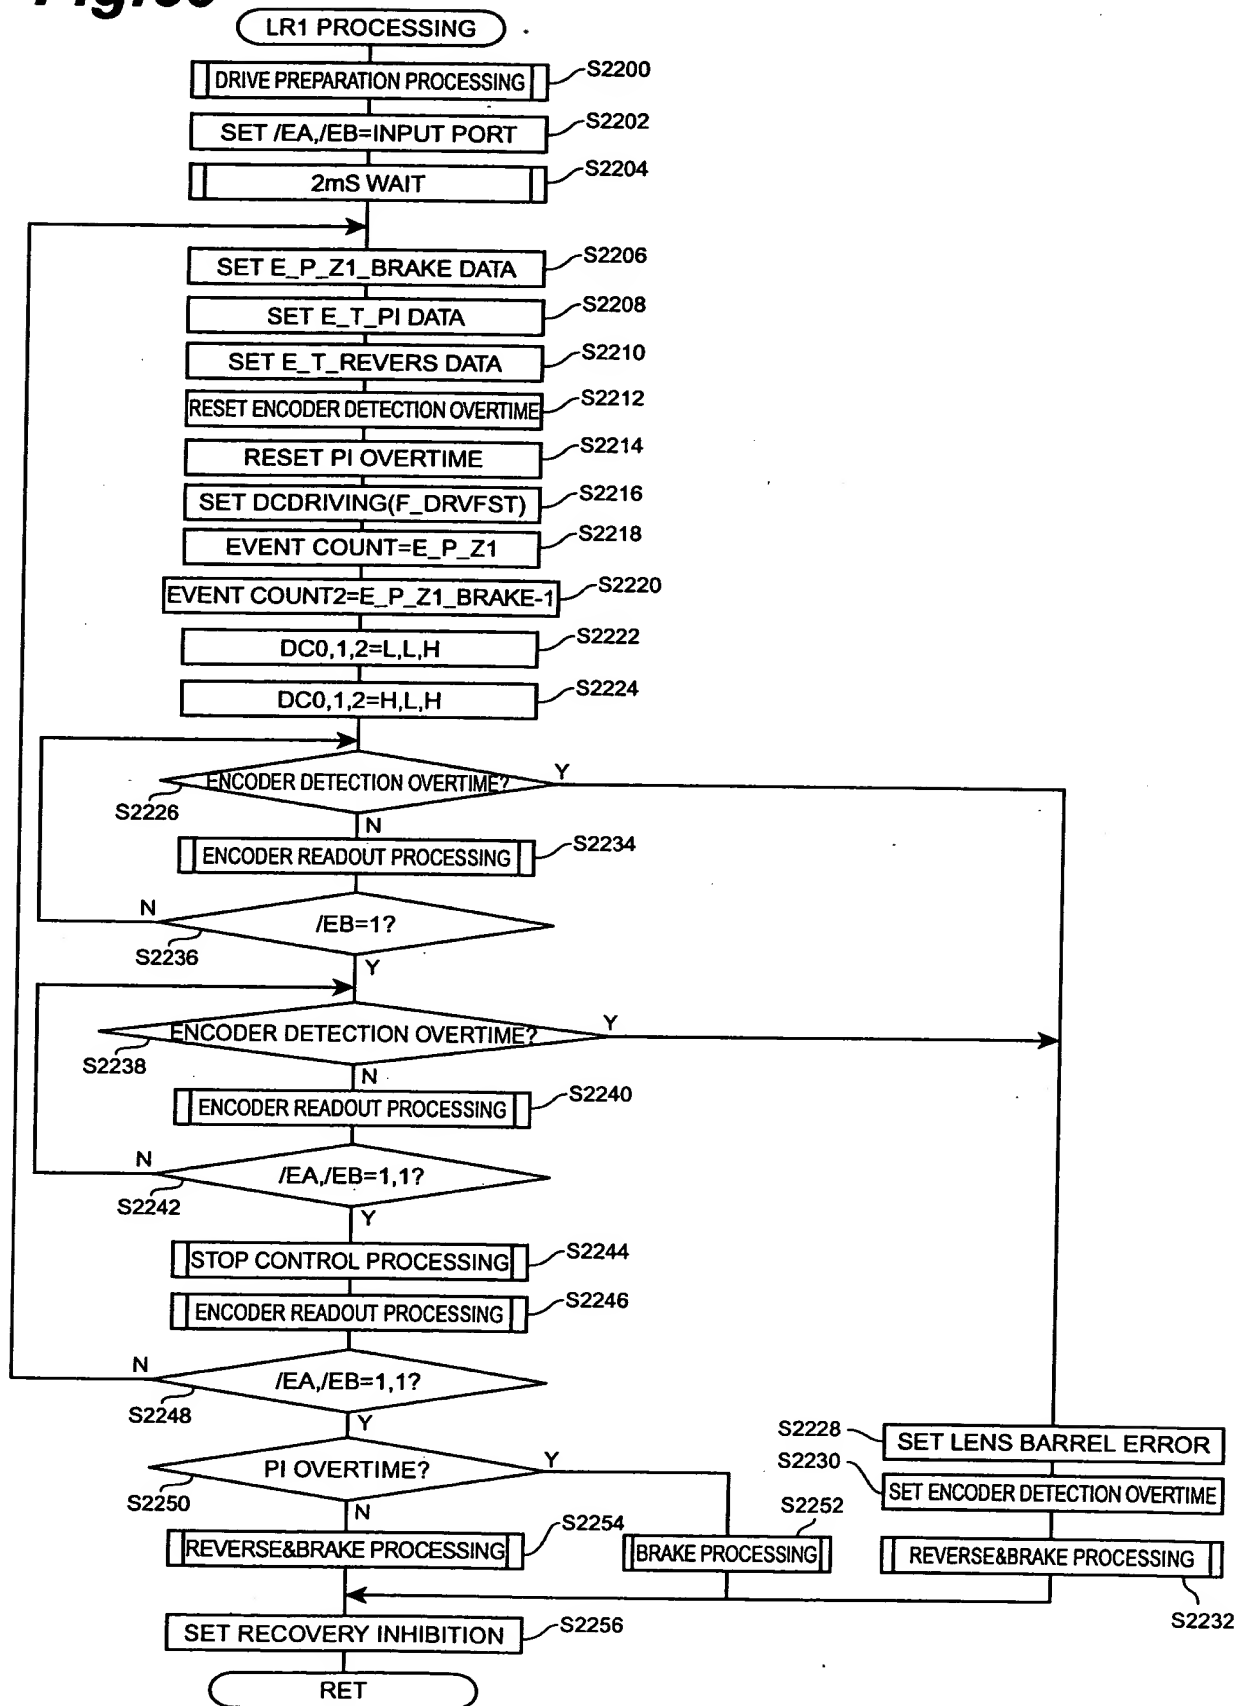 LR1 PROCESSING
DRIVE PREPARATION PROCESSING
S2200
SET /EA,/EB=INPUT PORT
S2202
2mS WAIT
S2204
SET E_P_Z1_BRAKE DATA
S2206
SET E_T_PI DATA
S2208
SET E_T_REVERS DATA
S2210
RESET ENCODER DETECTION OVERTIME
S2212
RESET PI OVERTIME
S2214
SET DCDRIVING(F_DRVFST)
S2216
EVENT COUNT=E_P_Z1
S2218
EVENT COUNT2=E_P_Z1_BRAKE-1
S2220
DC0,1,2=L,L,H
S2222
DC0,1,2=H,L,H
S2224
ENCODER DETECTION OVERTIME?
Y
S2226
N
ENCODER READOUT PROCESSING
S2234
N
/EB=1?
S2236
Y
ENCODER DETECTION OVERTIME?
Y
S2238
N
ENCODER READOUT PROCESSING
S2240
N
/EA,/EB=1,1?
S2242
Y
STOP CONTROL PROCESSING
S2244
ENCODER READOUT PROCESSING
S2246
N
/EA,/EB=1,1?
S2248
Y
PI OVERTIME?
Y
S2250
N
REVERSE&BRAKE PROCESSING
S2254
BRAKE PROCESSING
S2252
S2228
SET LENS BARREL ERROR
S2230
SET ENCODER DETECTION OVERTIME
REVERSE&BRAKE PROCESSING
S2232
SET RECOVERY INHIBITION
S2256
RET